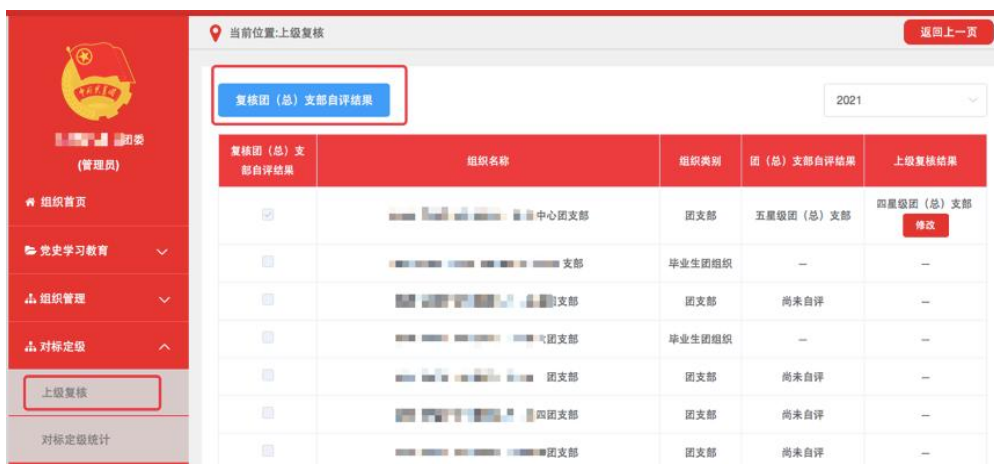 当前位置:上级复核
返回上一页
团委
(管理员)
组织首页
党史学习教育
组织管理
对标定级
上级复核
对标定级统计
复核团（总）支部自评结果
2021
复核团（总）支
部自评结果
组织名称
组织类别
团（总）支部自评结果
上级复核结果
中心团支部
团支部
五星级团（总）支部
四星级团（总）支部
修改
支部
毕业生团组织
—
—
支部
团支部
尚未自评
—
团支部
毕业生团组织
—
—
团支部
团支部
尚未自评
—
四团支部
团支部
尚未自评
—
团支部
团支部
尚未自评
—